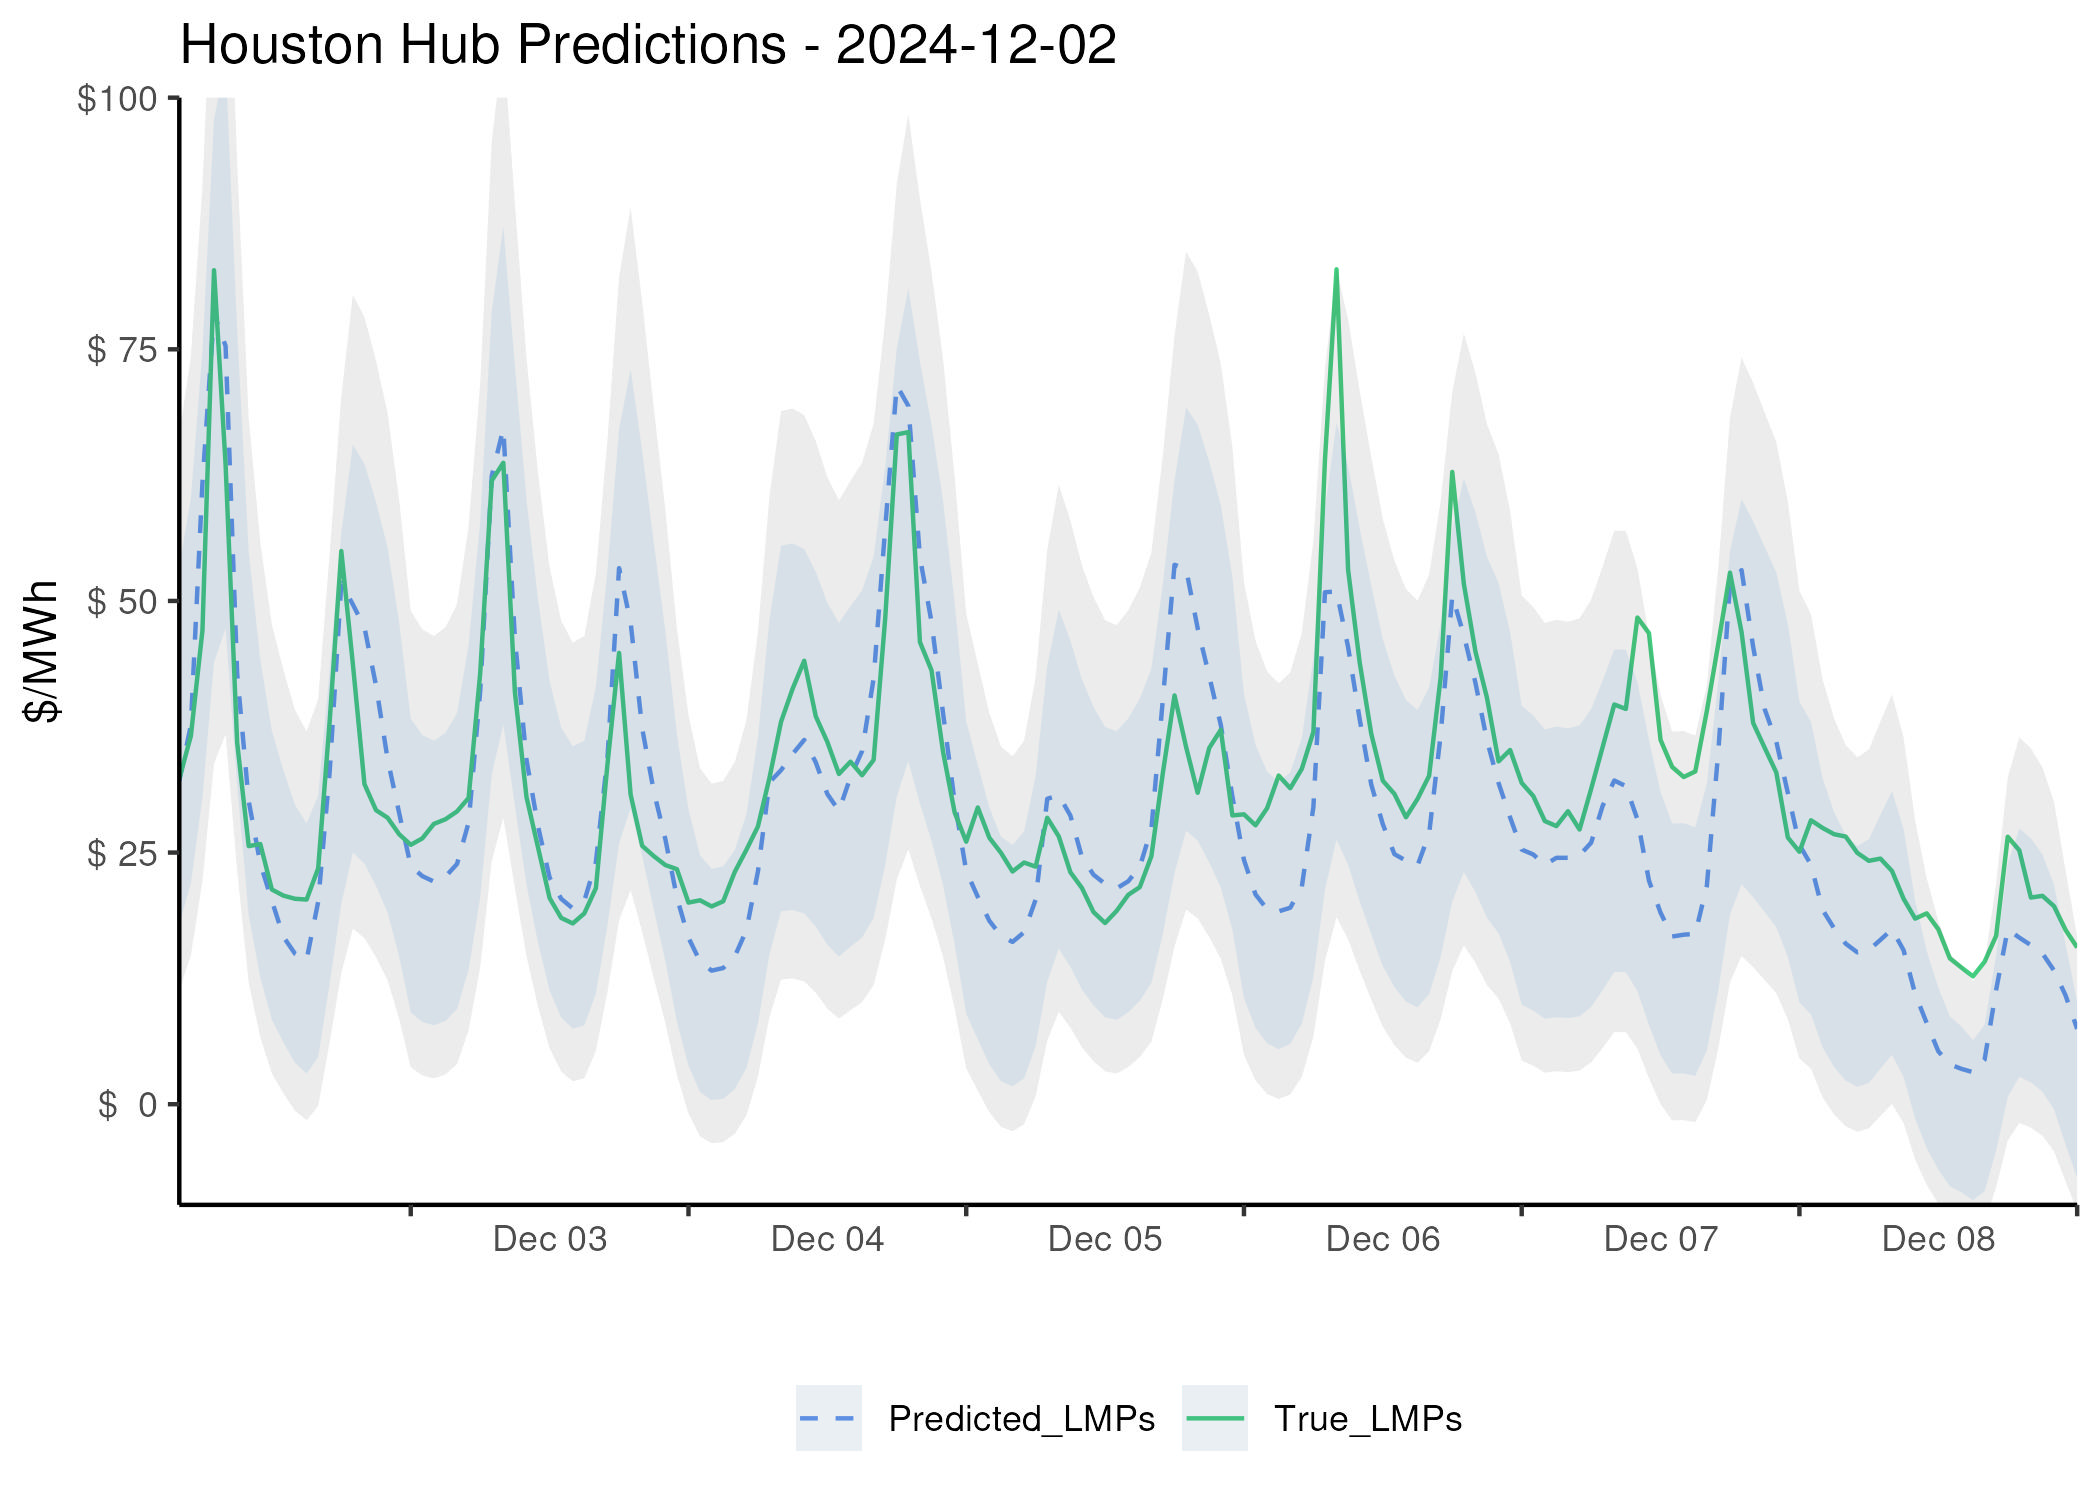 Houston Hub Predictions - 2024-12-02
$100
$ 75
$ 50
$ 25
$ 0
$/MWh
Dec 03 Dec 04 Dec 05 Dec 06 Dec 07 Dec 08
Predicted_LMPs True_LMPs